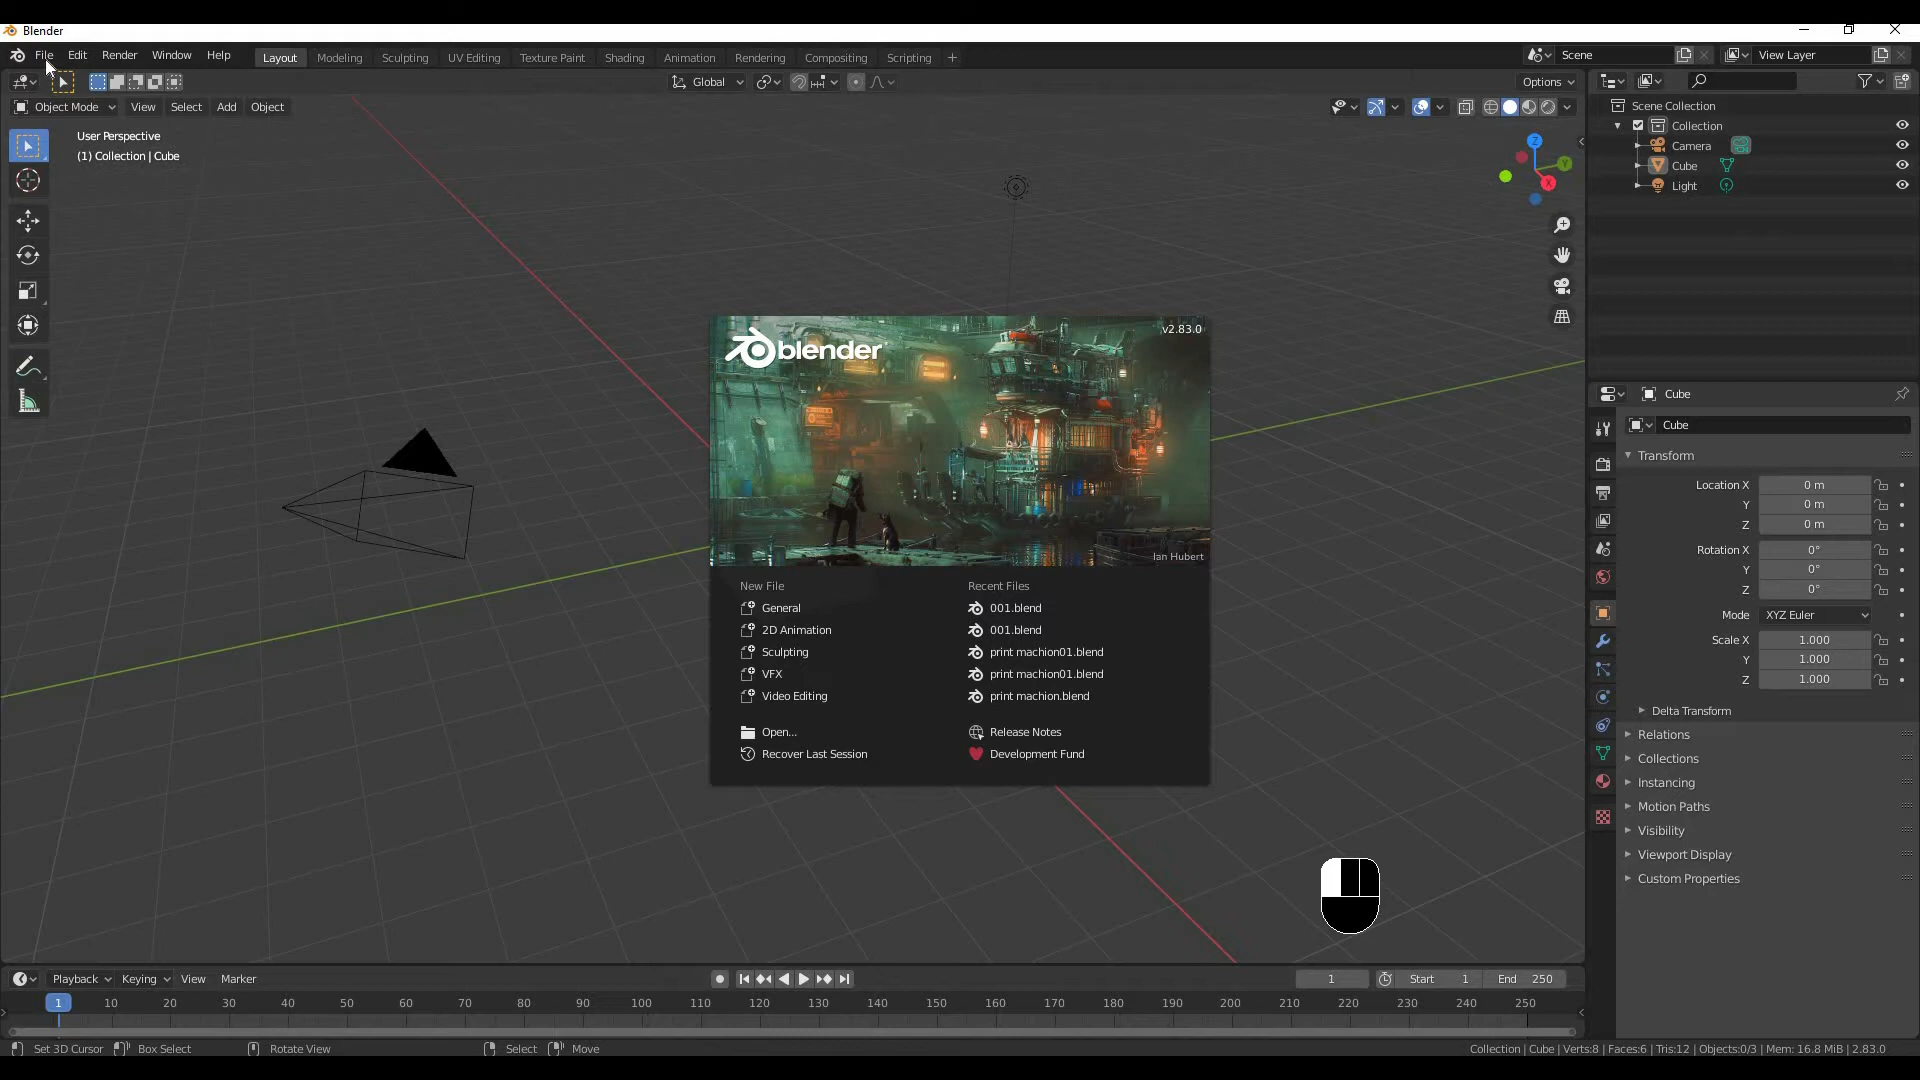 Blender
File Edit Render Window Help Layout Modeling Sculpting UV Editing Texture Paint Shading Animation Rendering Compositing Scripting + Scene View Layer
Global Options
Object Mode View Select Add Object
User Perspective
(1) Collection | Cube
Z
Y
X
Scene Collection
Collection
Camera
Cube
Light
blender
v2.83.0
Ian Hubert
New File
General
2D Animation
Sculpting
VFX
Video Editing
Open...
Recover Last Session
Recent Files
001.blend
001.blend
print machion01.blend
print machion01.blend
print machion.blend
Release Notes
Development Fund
Cube
Cube
Transform
Location X 0 m
Y 0 m
Z 0 m
Rotation X 0°
Y 0°
Z 0°
Mode XYZ Euler
Scale X 1.000
Y 1.000
Z 1.000
Delta Transform
Relations
Collections
Instancing
Motion Paths
Visibility
Viewport Display
Custom Properties
Playback Keying View Marker 1 Start 1 End 250
1 10 20 30 40 50 60 70 80 90 100 110 120 130 140 150 160 170 180 190 200 210 220 230 240 250
Set 3D Cursor Box Select Rotate View Select Move Collection | Cube | Verts:8 | Faces:6 | Tris:12 | Objects:0/3 | Mem: 16.8 MiB | 2.83.0